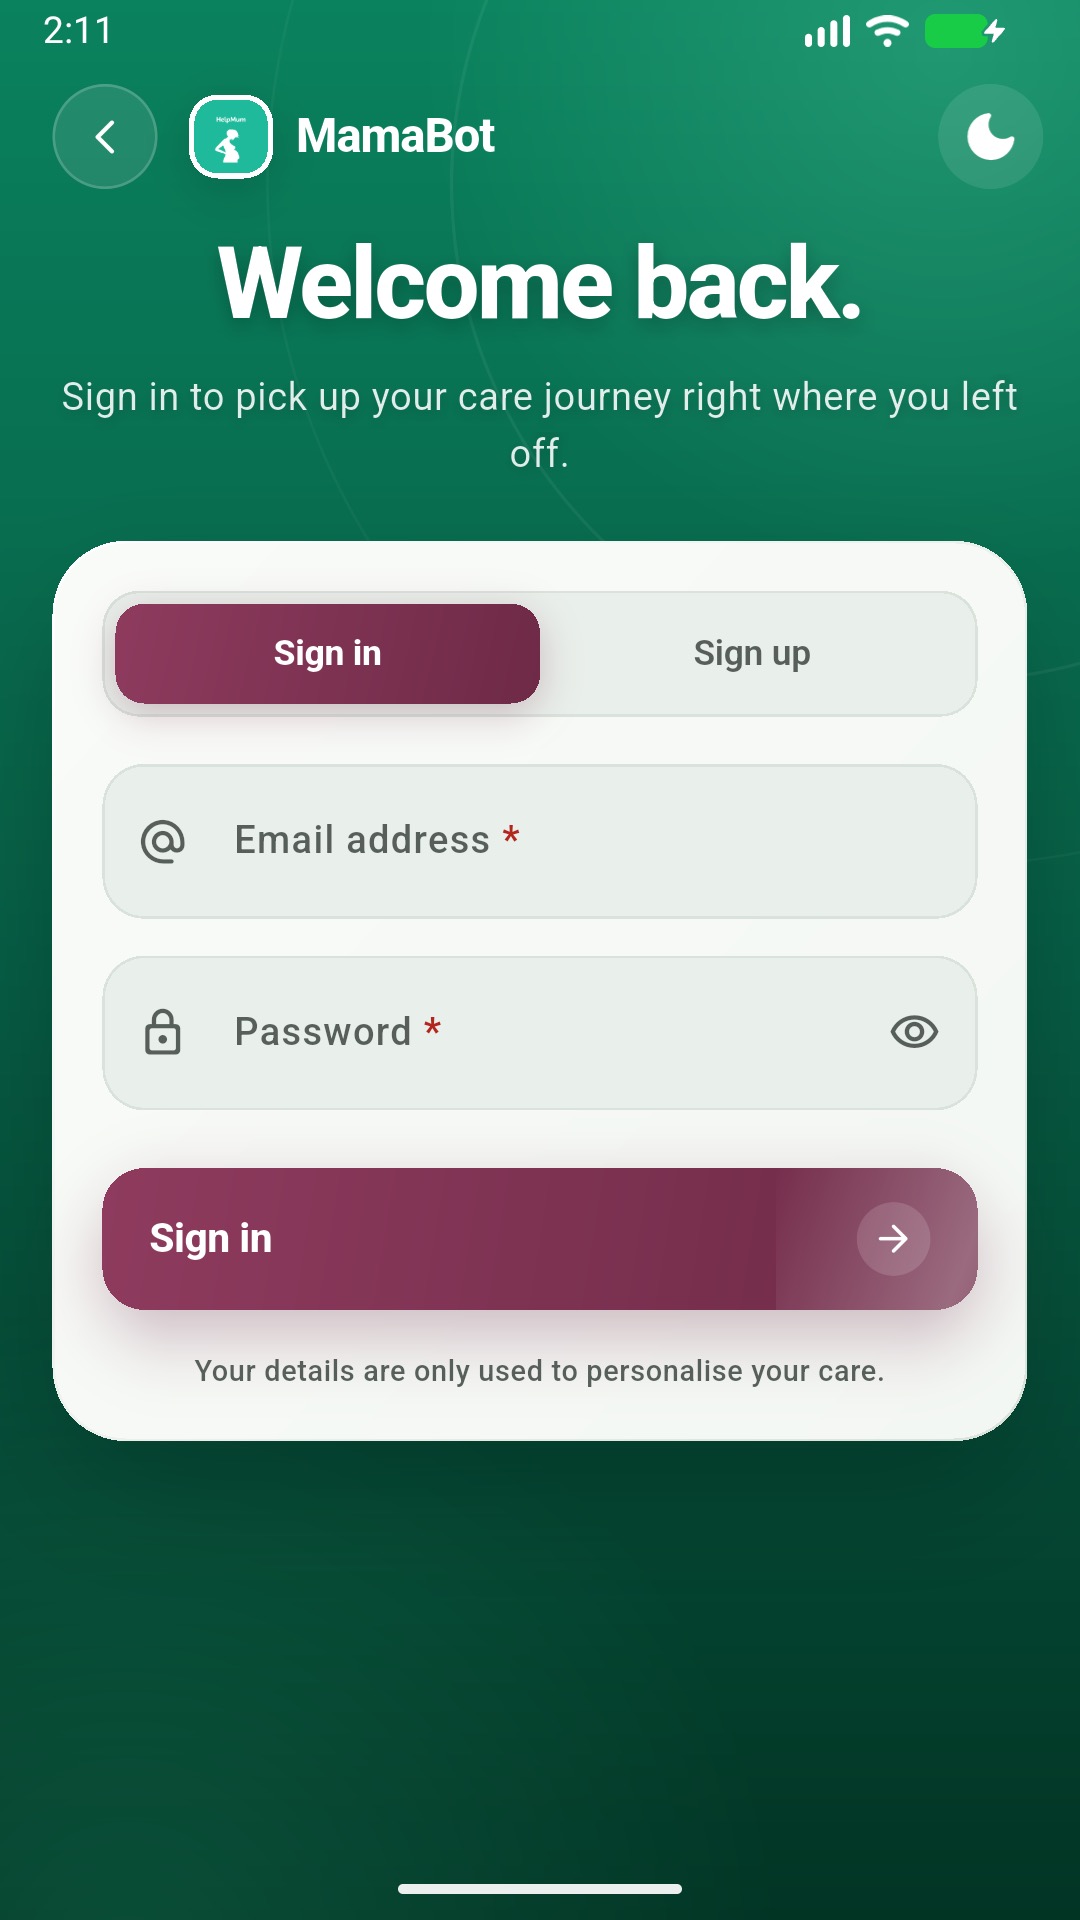 2:11
HelpMum
MamaBot
Welcome back.
Sign in to pick up your care journey right where you left
off.
Sign in
Sign up
Email address *
Password *
Sign in
Your details are only used to personalise your care.